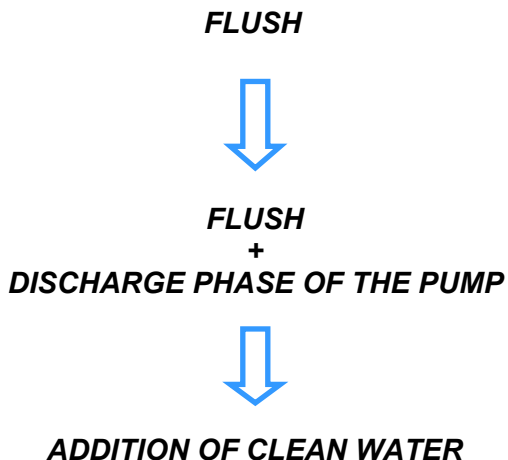 FLUSH
FLUSH
+
DISCHARGE PHASE OF THE PUMP
ADDITION OF CLEAN WATER